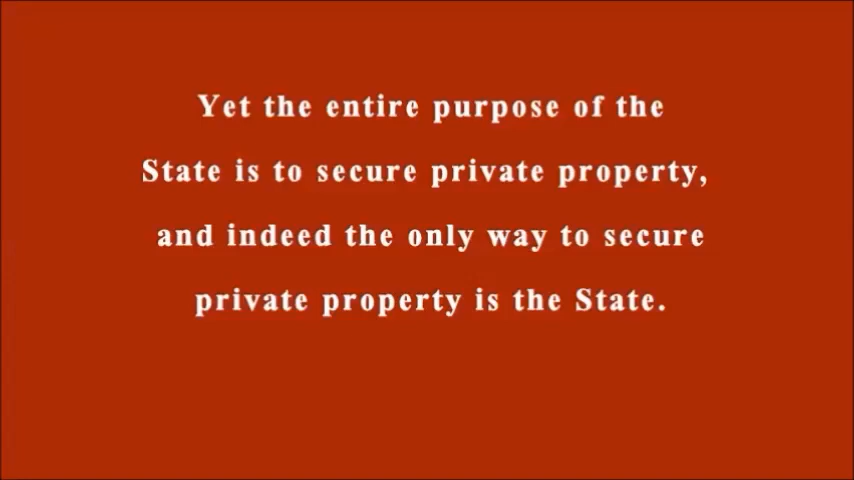 Yet the entire purpose of the
State is to secure private property,
and indeed the only way to secure
private property is the State.